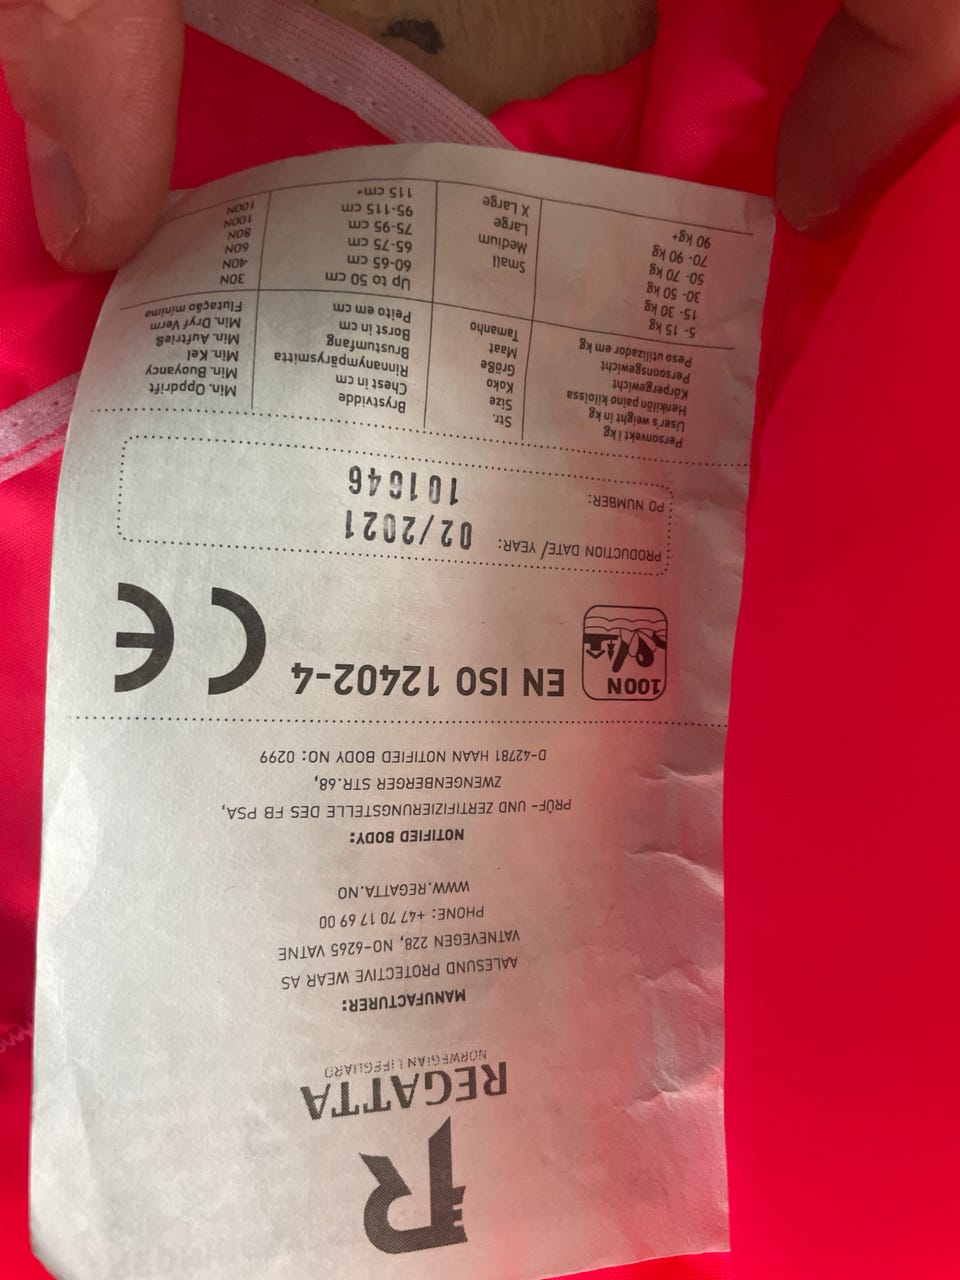 R
REGATTA
NORWEGIAN LIFEGUARD
MANUFACTURER:
AALESUND PROTECTIVE WEAR AS
VATNEVEGEN 228, NO-6265 VATNE
PHONE: +47 70 17 69 00
WWW.REGATTA.NO
NOTIFIED BODY:
PRÜF- UND ZERTIFIZIERUNGSTELLE DES FB PSA,
ZWENGENBERGER STR.68,
D-42781 HAAN NOTIFIED BODY NO: 0299
100N EN ISO 12402-4 CE
PRODUCTION DATE/ YEAR: 02/2021
PO NUMBER: 101646
Personvekt i kg Str. Brystvidde Min. Oppdrift
User's weight in kg Size Chest in cm Min. Buoyancy
Henkilön paino kiloissa Koko Rinnanympärysmitta Min. Kel
Körpergewicht Größe Brustumfang Min. Auftrieß
Persoonsgewicht Maat Borst in cm Min. Dryf Verm
Peso utilizador em kg Tamanho Peito em cm Flutação mínima
5- 15 kg Up to 50 cm 30N
15- 30 kg 60-65 cm 40N
30- 50 kg Small 65-75 cm 60N
50- 70 kg Medium 75-95 cm 80N
70- 90 kg Large 95-115 cm 100N
90 kg+ X Large 115 cm+ 100N